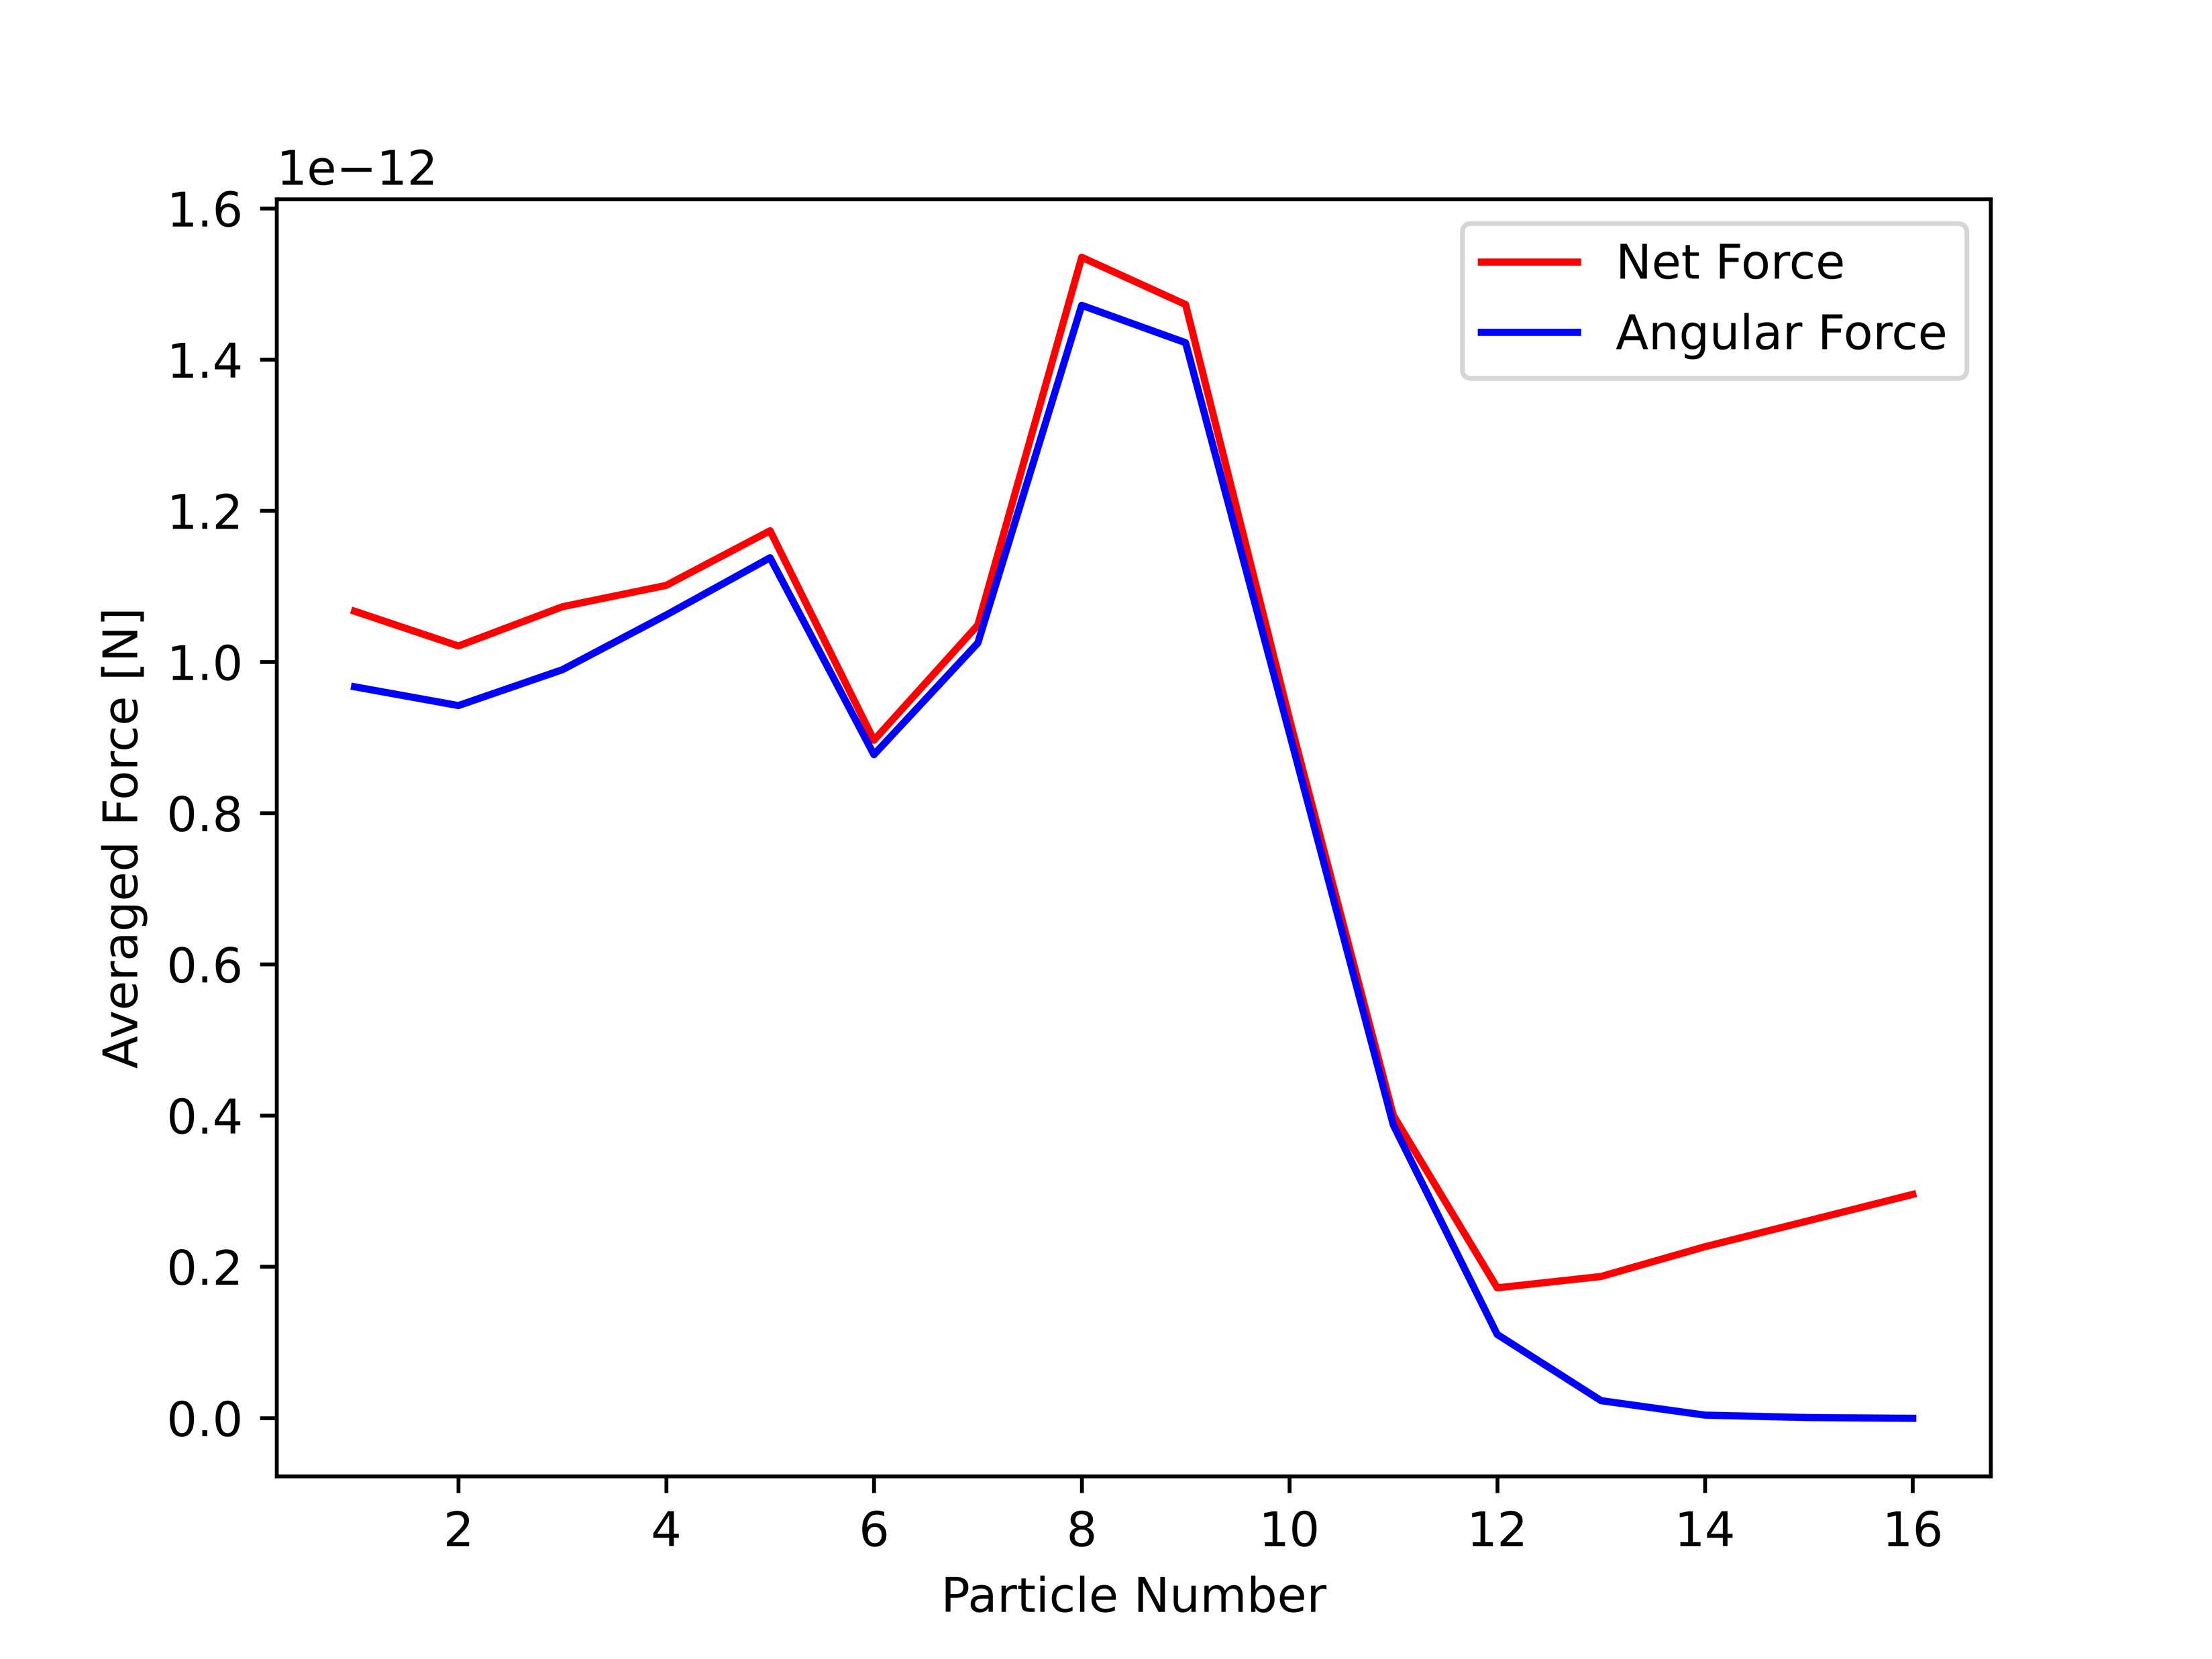 1e−12
1.6
1.4
1.2
1.0
0.8
0.6
0.4
0.2
0.0
Averaged Force [N]
Net Force
Angular Force
2 4 6 8 10 12 14 16
Particle Number